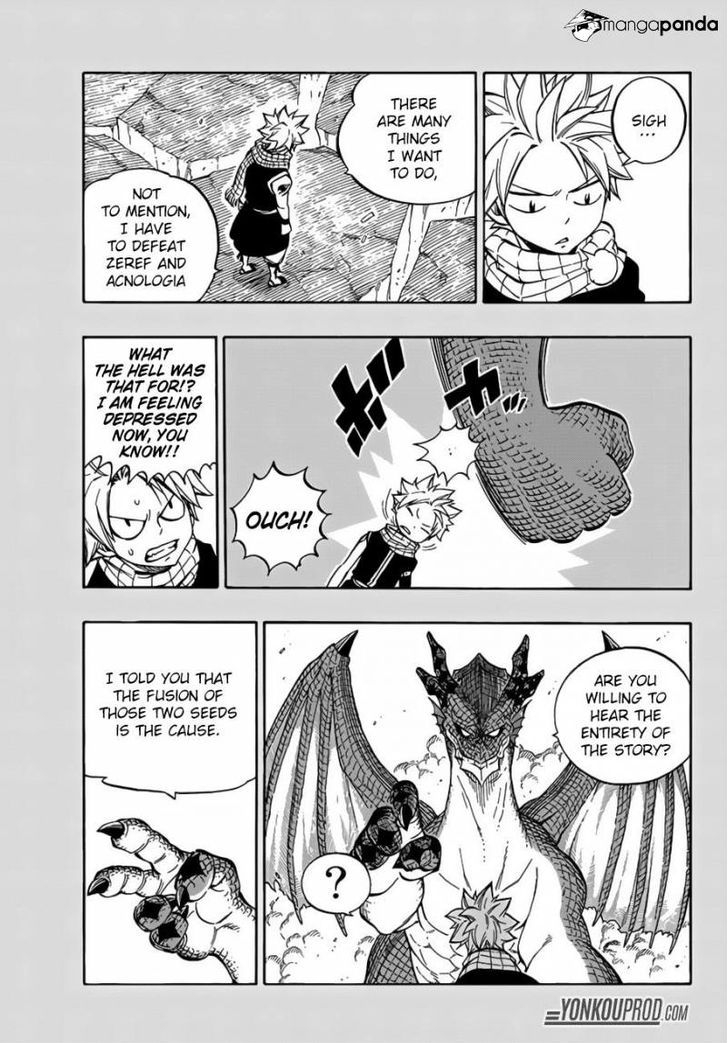 mangapanda
SIGH
...
THERE
ARE MANY
THINGS
I WANT
TO DO,
NOT
TO MENTION,
I HAVE
TO DEFEAT
ZEREF AND
ACNOLOGIA
OUCH!
WHAT
THE HELL WAS
THAT FOR!?
I AM FEELING
DEPRESSED
NOW, YOU
KNOW!!
ARE YOU
WILLING TO
HEAR THE
ENTIRETY OF
THE STORY?
?
I TOLD YOU THAT
THE FUSION OF
THOSE TWO SEEDS
IS THE CAUSE.
YONKOUPROD.COM